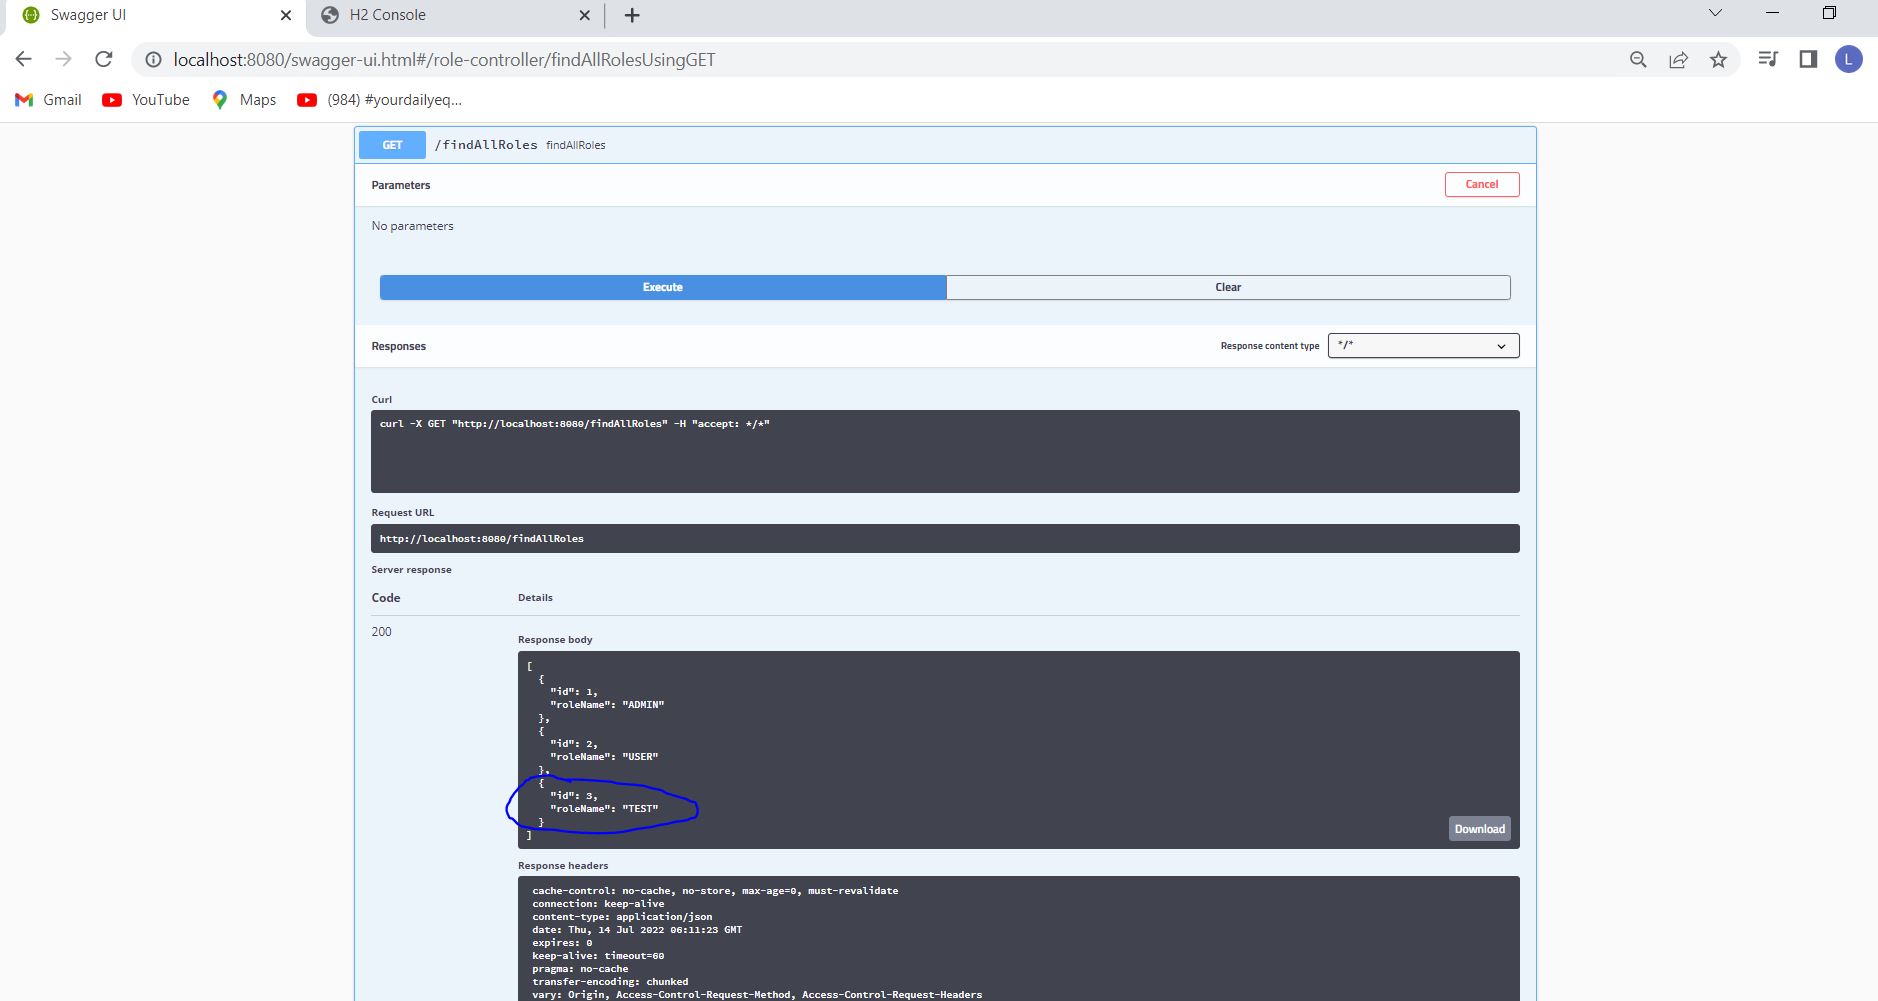 Swagger UI
H2 Console
localhost:8080/swagger-ui.html#/role-controller/findAllRolesUsingGET
L
Gmail YouTube Maps (984) #yourdailyeq...
GET /findAllRoles findAllRoles
Parameters Cancel
No parameters
Execute Clear
Responses Response content type */*
Curl
curl -X GET "http://localhost:8080/findAllRoles" -H "accept: */*"
Request URL
http://localhost:8080/findAllRoles
Server response
Code Details
200
Response body
[
{
"id": 1,
"roleName": "ADMIN"
},
{
"id": 2,
"roleName": "USER"
},
{
"id": 3,
"roleName": "TEST"
}
]
Download
Response headers
cache-control: no-cache, no-store, max-age=0, must-revalidate
connection: keep-alive
content-type: application/json
date: Thu, 14 Jul 2022 06:11:23 GMT
expires: 0
keep-alive: timeout=60
pragma: no-cache
transfer-encoding: chunked
vary: Origin, Access-Control-Request-Method, Access-Control-Request-Headers